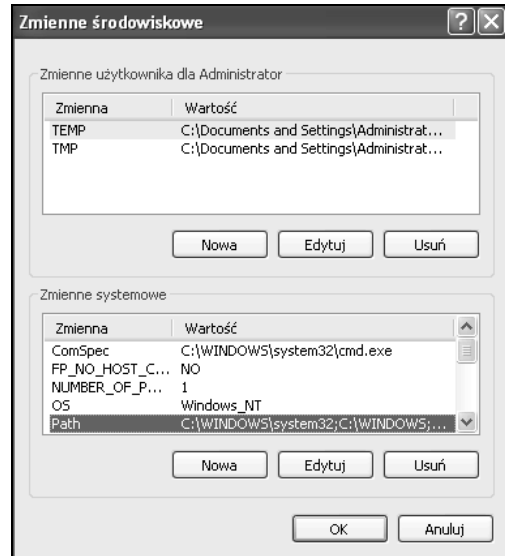 Zmienne środowiskowe
Zmienne użytkownika dla Administrator
Zmienna Wartość
TEMP C:\Documents and Settings\Administrat...
TMP C:\Documents and Settings\Administrat...
Nowa Edytuj Usuń
Zmienne systemowe
Zmienna Wartość
ComSpec C:\WINDOWS\system32\cmd.exe
FP_NO_HOST_C... NO
NUMBER_OF_P... 1
OS Windows_NT
Path C:\WINDOWS\system32;C:\WINDOWS;...
Nowa Edytuj Usuń
OK Anuluj